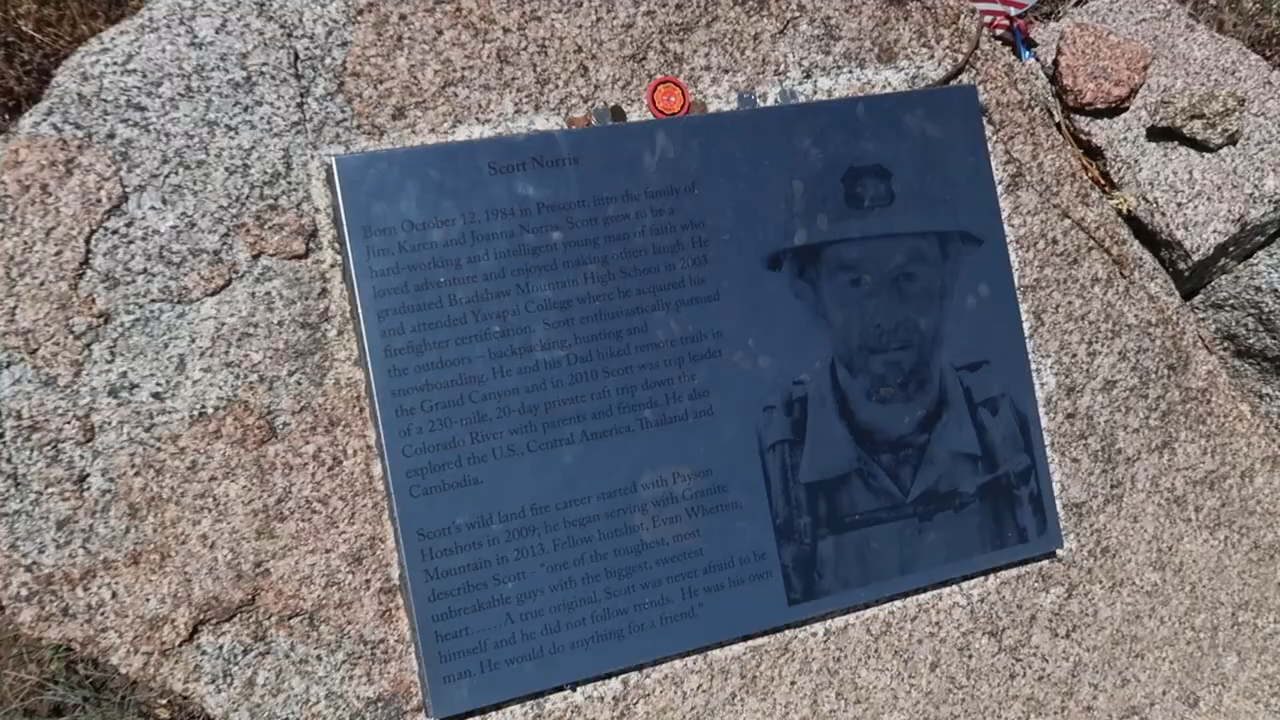 Scott Norris
Born October 12, 1984 in Prescott, into the family of
Jim, Karen and Joanna Norris, Scott grew to be a
hard-working and intelligent young man of faith who
loved adventure and enjoyed making others laugh. He
graduated Bradshaw Mountain High School in 2003
and attended Yavapai College where he acquired his
firefighter certification. Scott enthusiastically pursued
the outdoors – backpacking, hunting and
snowboarding. He and his Dad hiked remote trails in
the Grand Canyon and in 2010 Scott was trip leader
of a 230-mile, 20-day private raft trip down the
Colorado River with parents and friends. He also
explored the U.S., Central America, Thailand and
Cambodia.
Scott's wild land fire career started with Payson
Hotshots in 2009; he began serving with Granite
Mountain in 2013. Fellow hotshot, Evan Whetten,
describes Scott - "one of the toughest, most
unbreakable guys with the biggest, sweetest
heart......A true original, Scott was never afraid to be
himself and he did not follow trends. He was his own
man. He would do anything for a friend."